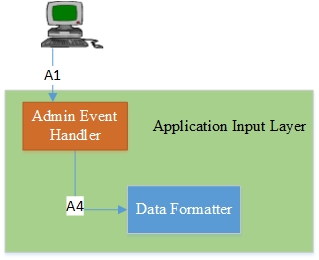 A1
Admin Event
Handler
Application Input Layer
A4
Data Formatter